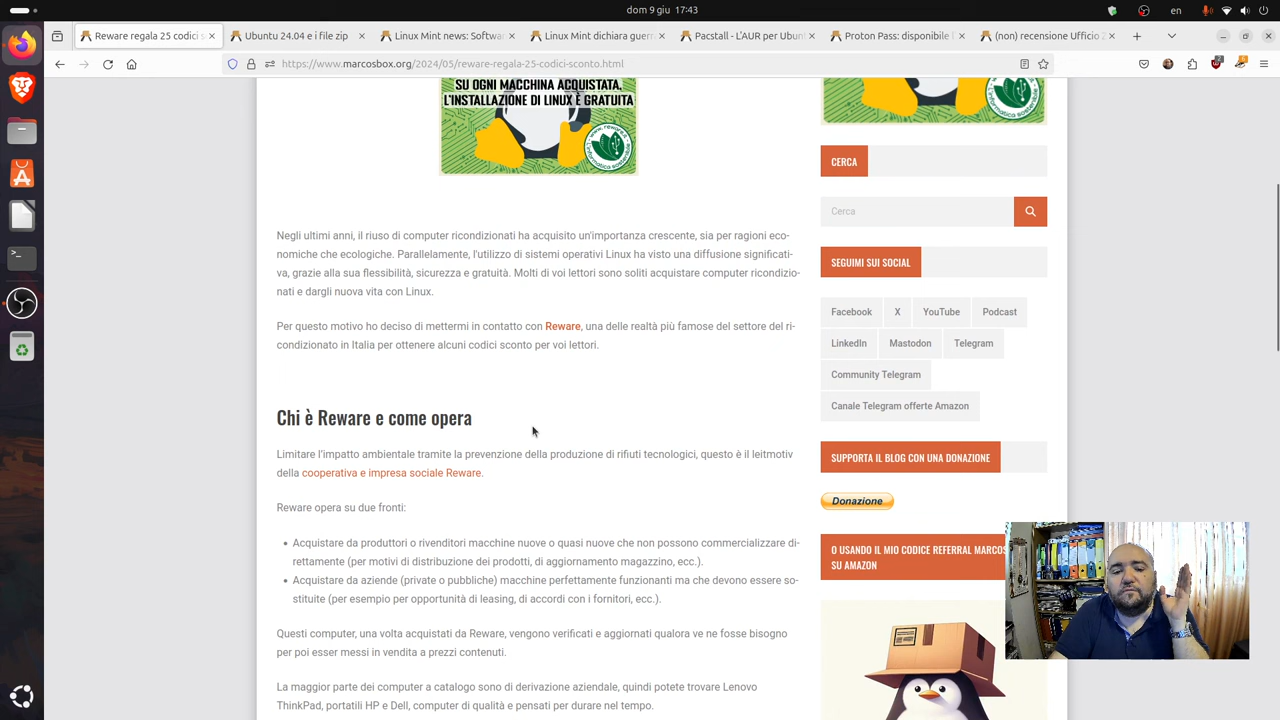 dom 9 giu 17:43
en
Reware regala 25 codici s
Ubuntu 24.04 e i file zip
Linux Mint news: Softwa
Linux Mint dichiara guerr
Pacstall - L'AUR per Ubun
Proton Pass: disponibile l
(non) recensione Ufficio Z
https://www.marcosbox.org/2024/05/reware-regala-25-codici-sconto.html
SU OGNI MACCHINA ACQUISTATA,
L'INSTALLAZIONE DI LINUX È GRATUITA
CERCA
Cerca
SEGUIMI SUI SOCIAL
Facebook
X
YouTube
Podcast
LinkedIn
Mastodon
Telegram
Community Telegram
Canale Telegram offerte Amazon
SUPPORTA IL BLOG CON UNA DONAZIONE
Donazione
O USANDO IL MIO CODICE REFERRAL MARCOS
SU AMAZON
Negli ultimi anni, il riuso di computer ricondizionati ha acquisito un'importanza crescente, sia per ragioni eco-
nomiche che ecologiche. Parallelamente, l'utilizzo di sistemi operativi Linux ha visto una diffusione significati-
va, grazie alla sua flessibilità, sicurezza e gratuità. Molti di voi lettori sono soliti acquistare computer ricondizio-
nati e dargli nuova vita con Linux.
Per questo motivo ho deciso di mettermi in contatto con Reware, una delle realtà più famose del settore del ri-
condizionato in Italia per ottenere alcuni codici sconto per voi lettori.
Chi è Reware e come opera
Limitare l'impatto ambientale tramite la prevenzione della produzione di rifiuti tecnologici, questo è il leitmotiv
della cooperativa e impresa sociale Reware.
Reware opera su due fronti:
• Acquistare da produttori o rivenditori macchine nuove o quasi nuove che non possono commercializzare di-
rettamente (per motivi di distribuzione dei prodotti, di aggiornamento magazzino, ecc.).
• Acquistare da aziende (private o pubbliche) macchine perfettamente funzionanti ma che devono essere so-
stituite (per esempio per opportunità di leasing, di accordi con i fornitori, ecc.).
Questi computer, una volta acquistati da Reware, vengono verificati e aggiornati qualora ve ne fosse bisogno
per poi esser messi in vendita a prezzi contenuti.
La maggior parte dei computer a catalogo sono di derivazione aziendale, quindi potete trovare Lenovo
ThinkPad, portatili HP e Dell, computer di qualità e pensati per durare nel tempo.